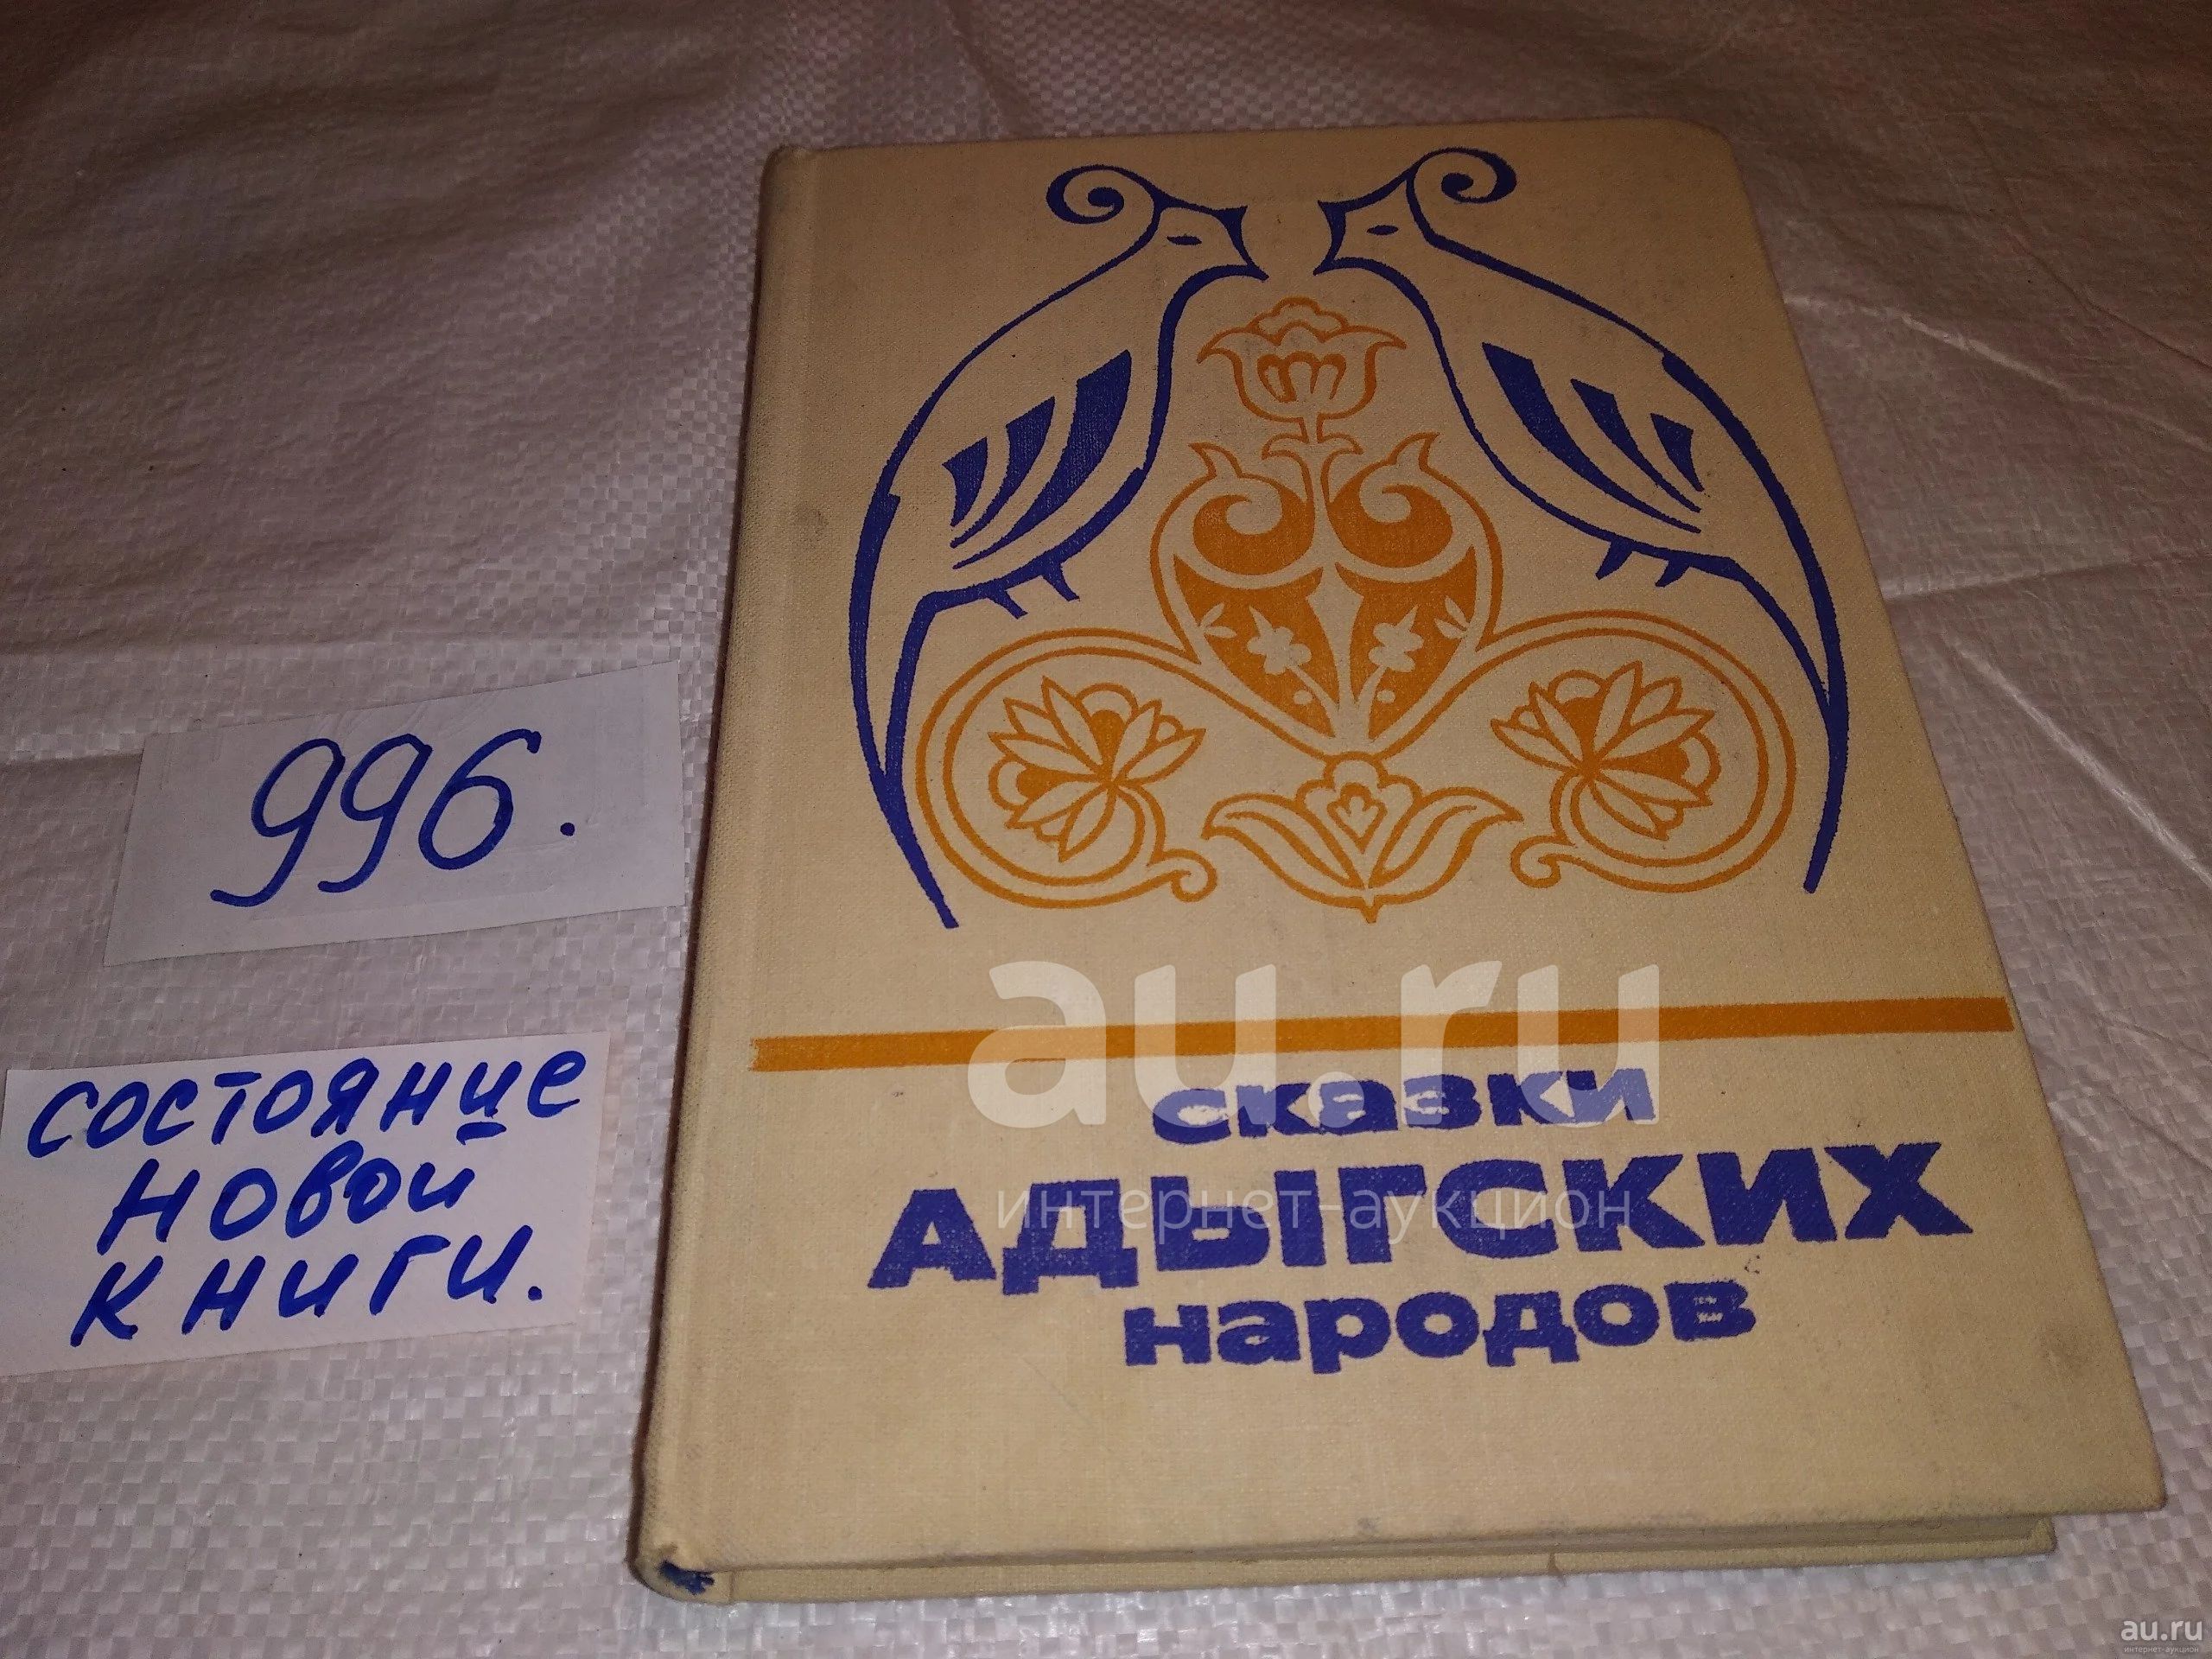 996.
состояние
новой
книги.
au.ru
сказки
интернет-аукцион
АДЫГСКИХ
народов
au.ru
интернет-аукцион